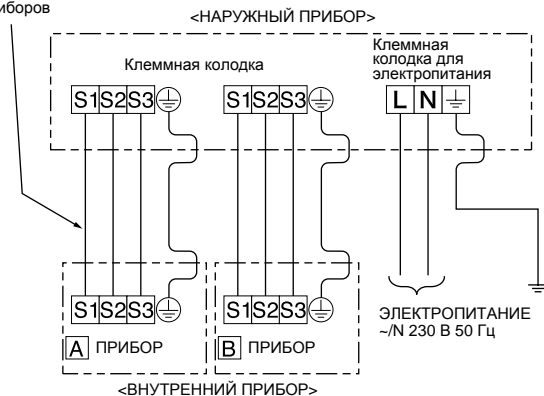 иборов
<НАРУЖНЫЙ ПРИБОР>
Клеммная колодка
Клеммная
колодка для
электропитания
S1 S2 S3
S1 S2 S3
L N
S1 S2 S3
S1 S2 S3
A ПРИБОР
B ПРИБОР
ЭЛЕКТРОПИТАНИЕ
~/N 230 В 50 Гц
<ВНУТРЕННИЙ ПРИБОР>